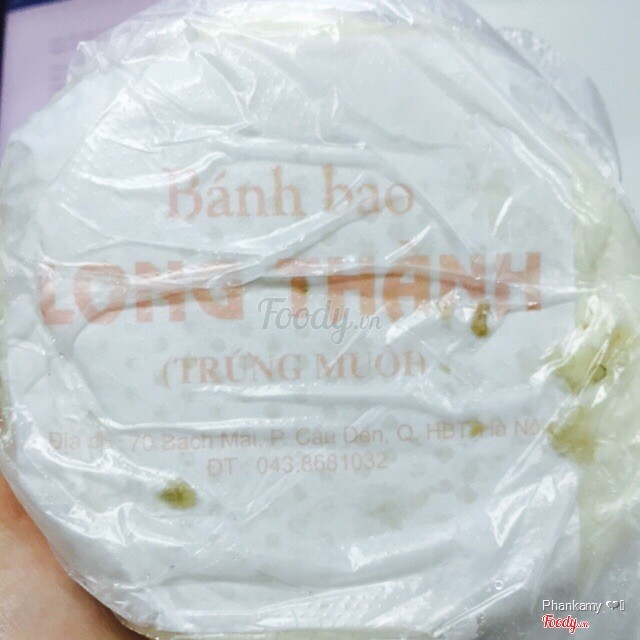 Bánh bao
LONG THÀNH
Foody.vn
(TRỨNG MUỐI)
Địa chỉ: 70 Bạch Mai, P. Cầu Dền, Q. HBT, Hà Nội
ĐT 043.8681032
Phankamy
Foody.vn